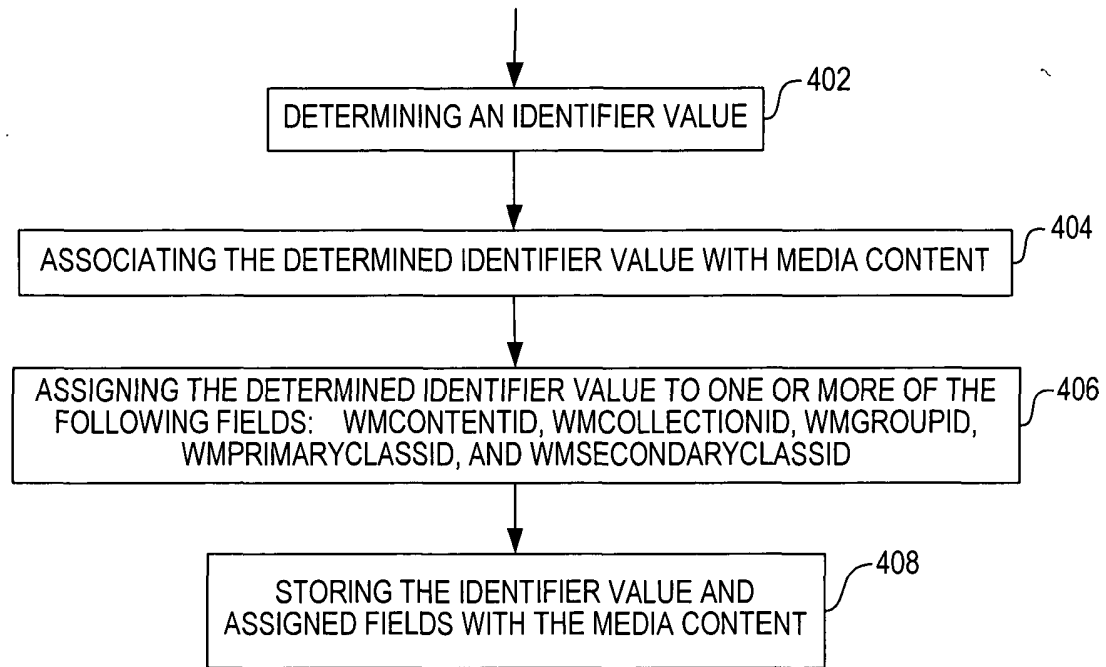 402
DETERMINING AN IDENTIFIER VALUE
404
ASSOCIATING THE DETERMINED IDENTIFIER VALUE WITH MEDIA CONTENT
406
ASSIGNING THE DETERMINED IDENTIFIER VALUE TO ONE OR MORE OF THE
FOLLOWING FIELDS: WMCONTENTID, WMCOLLECTIONID, WMGROUPID,
WMPRIMARYCLASSID, AND WMSECONDARYCLASSID
408
STORING THE IDENTIFIER VALUE AND
ASSIGNED FIELDS WITH THE MEDIA CONTENT